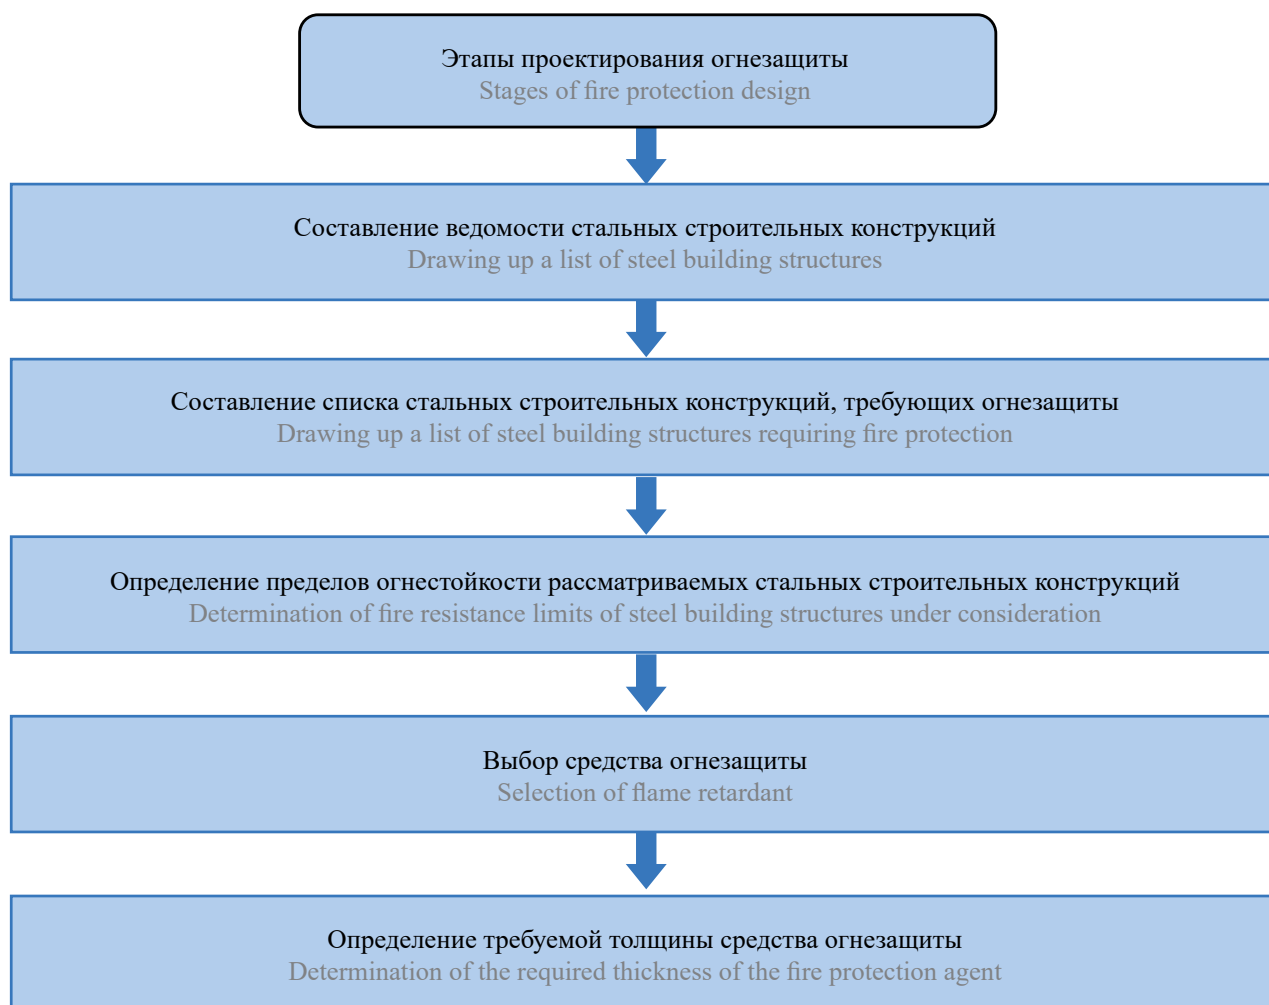 Этапы проектирования огнезащиты
Stages of fire protection design
Составление ведомости стальных строительных конструкций
Drawing up a list of steel building structures
Составление списка стальных строительных конструкций, требующих огнезащиты
Drawing up a list of steel building structures requiring fire protection
Определение пределов огнестойкости рассматриваемых стальных строительных конструкций
Determination of fire resistance limits of steel building structures under consideration
Выбор средства огнезащиты
Selection of flame retardant
Определение требуемой толщины средства огнезащиты
Determination of the required thickness of the fire protection agent